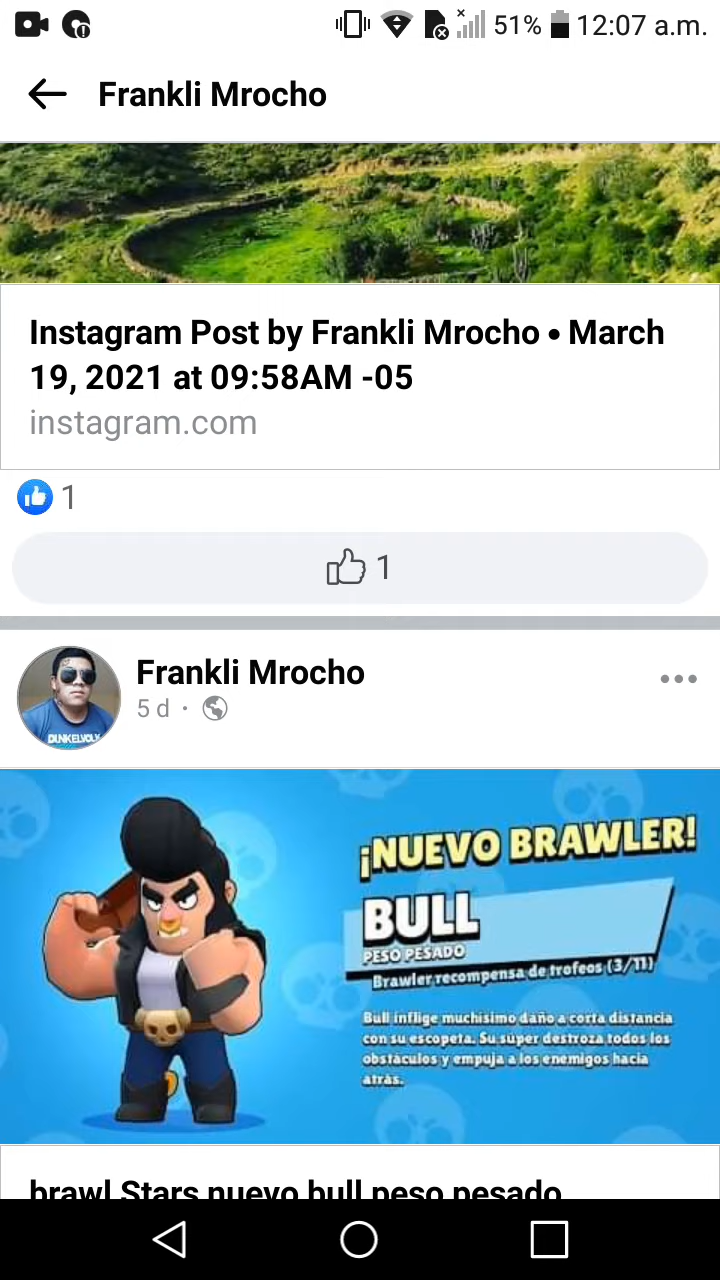 51% 12:07 a.m.
Frankli Mrocho
Instagram Post by Frankli Mrocho • March
19, 2021 at 09:58AM -05
instagram.com
1
1
Frankli Mrocho
5 d ·
DUNKELVOLK
¡NUEVO BRAWLER!
BULL
PESO PESADO
Brawler recompensa de trofeos (3/11)
Bull inflige muchísimo daño a corta distancia
con su escopeta. Su súper destroza todos los
obstáculos y empuja a los enemigos hacia
atrás.
brawl Stars nuevo bull peso pesado